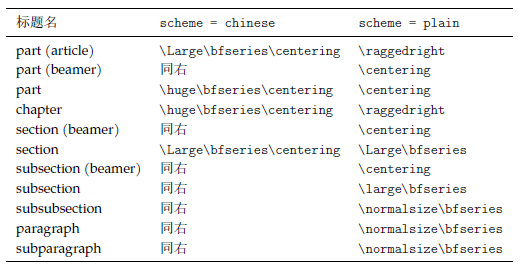 标题名 scheme = chinese scheme = plain
part (article) \Large\bfseries\centering \raggedright
part (beamer) 同右 \centering
part \huge\bfseries\centering \centering
chapter \huge\bfseries\centering \raggedright
section (beamer) 同右 \centering
section \Large\bfseries\centering \Large\bfseries
subsection (beamer) 同右 \centering
subsection 同右 \large\bfseries
subsubsection 同右 \normalsize\bfseries
paragraph 同右 \normalsize\bfseries
subparagraph 同右 \normalsize\bfseries